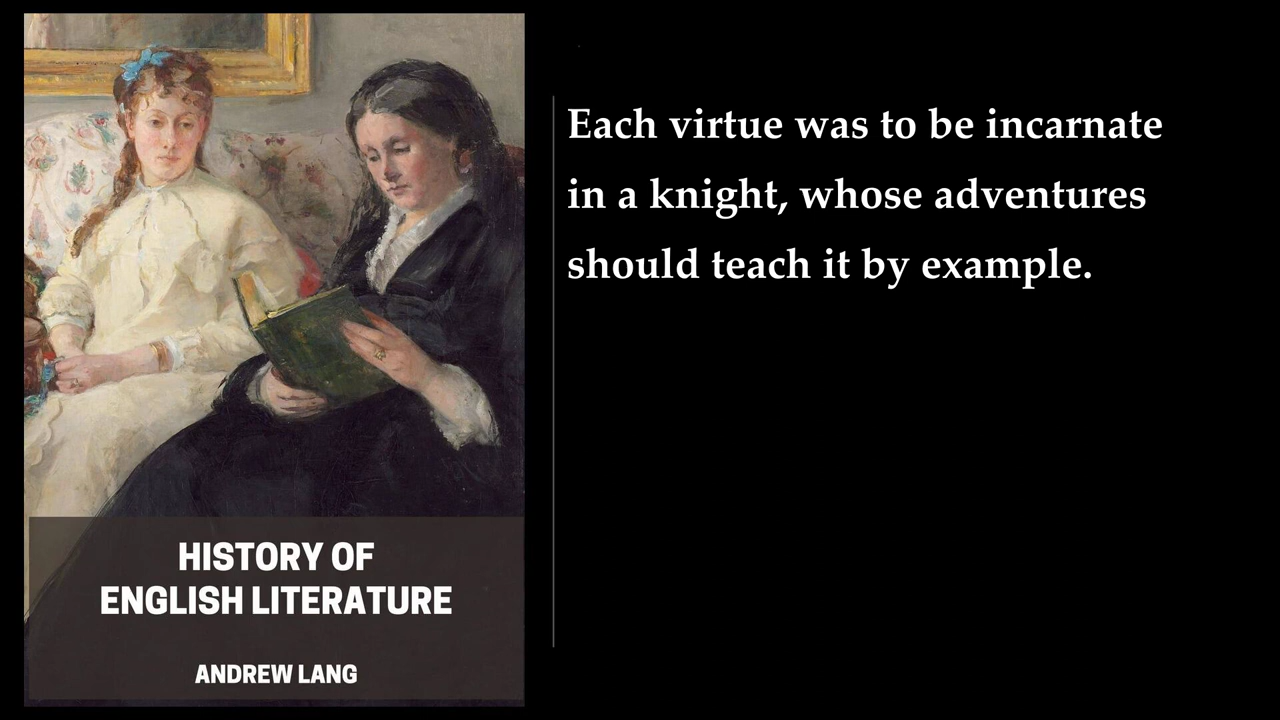 Each virtue was to be incarnate
in a knight, whose adventures
should teach it by example.
HISTORY OF
ENGLISH LITERATURE
ANDREW LANG